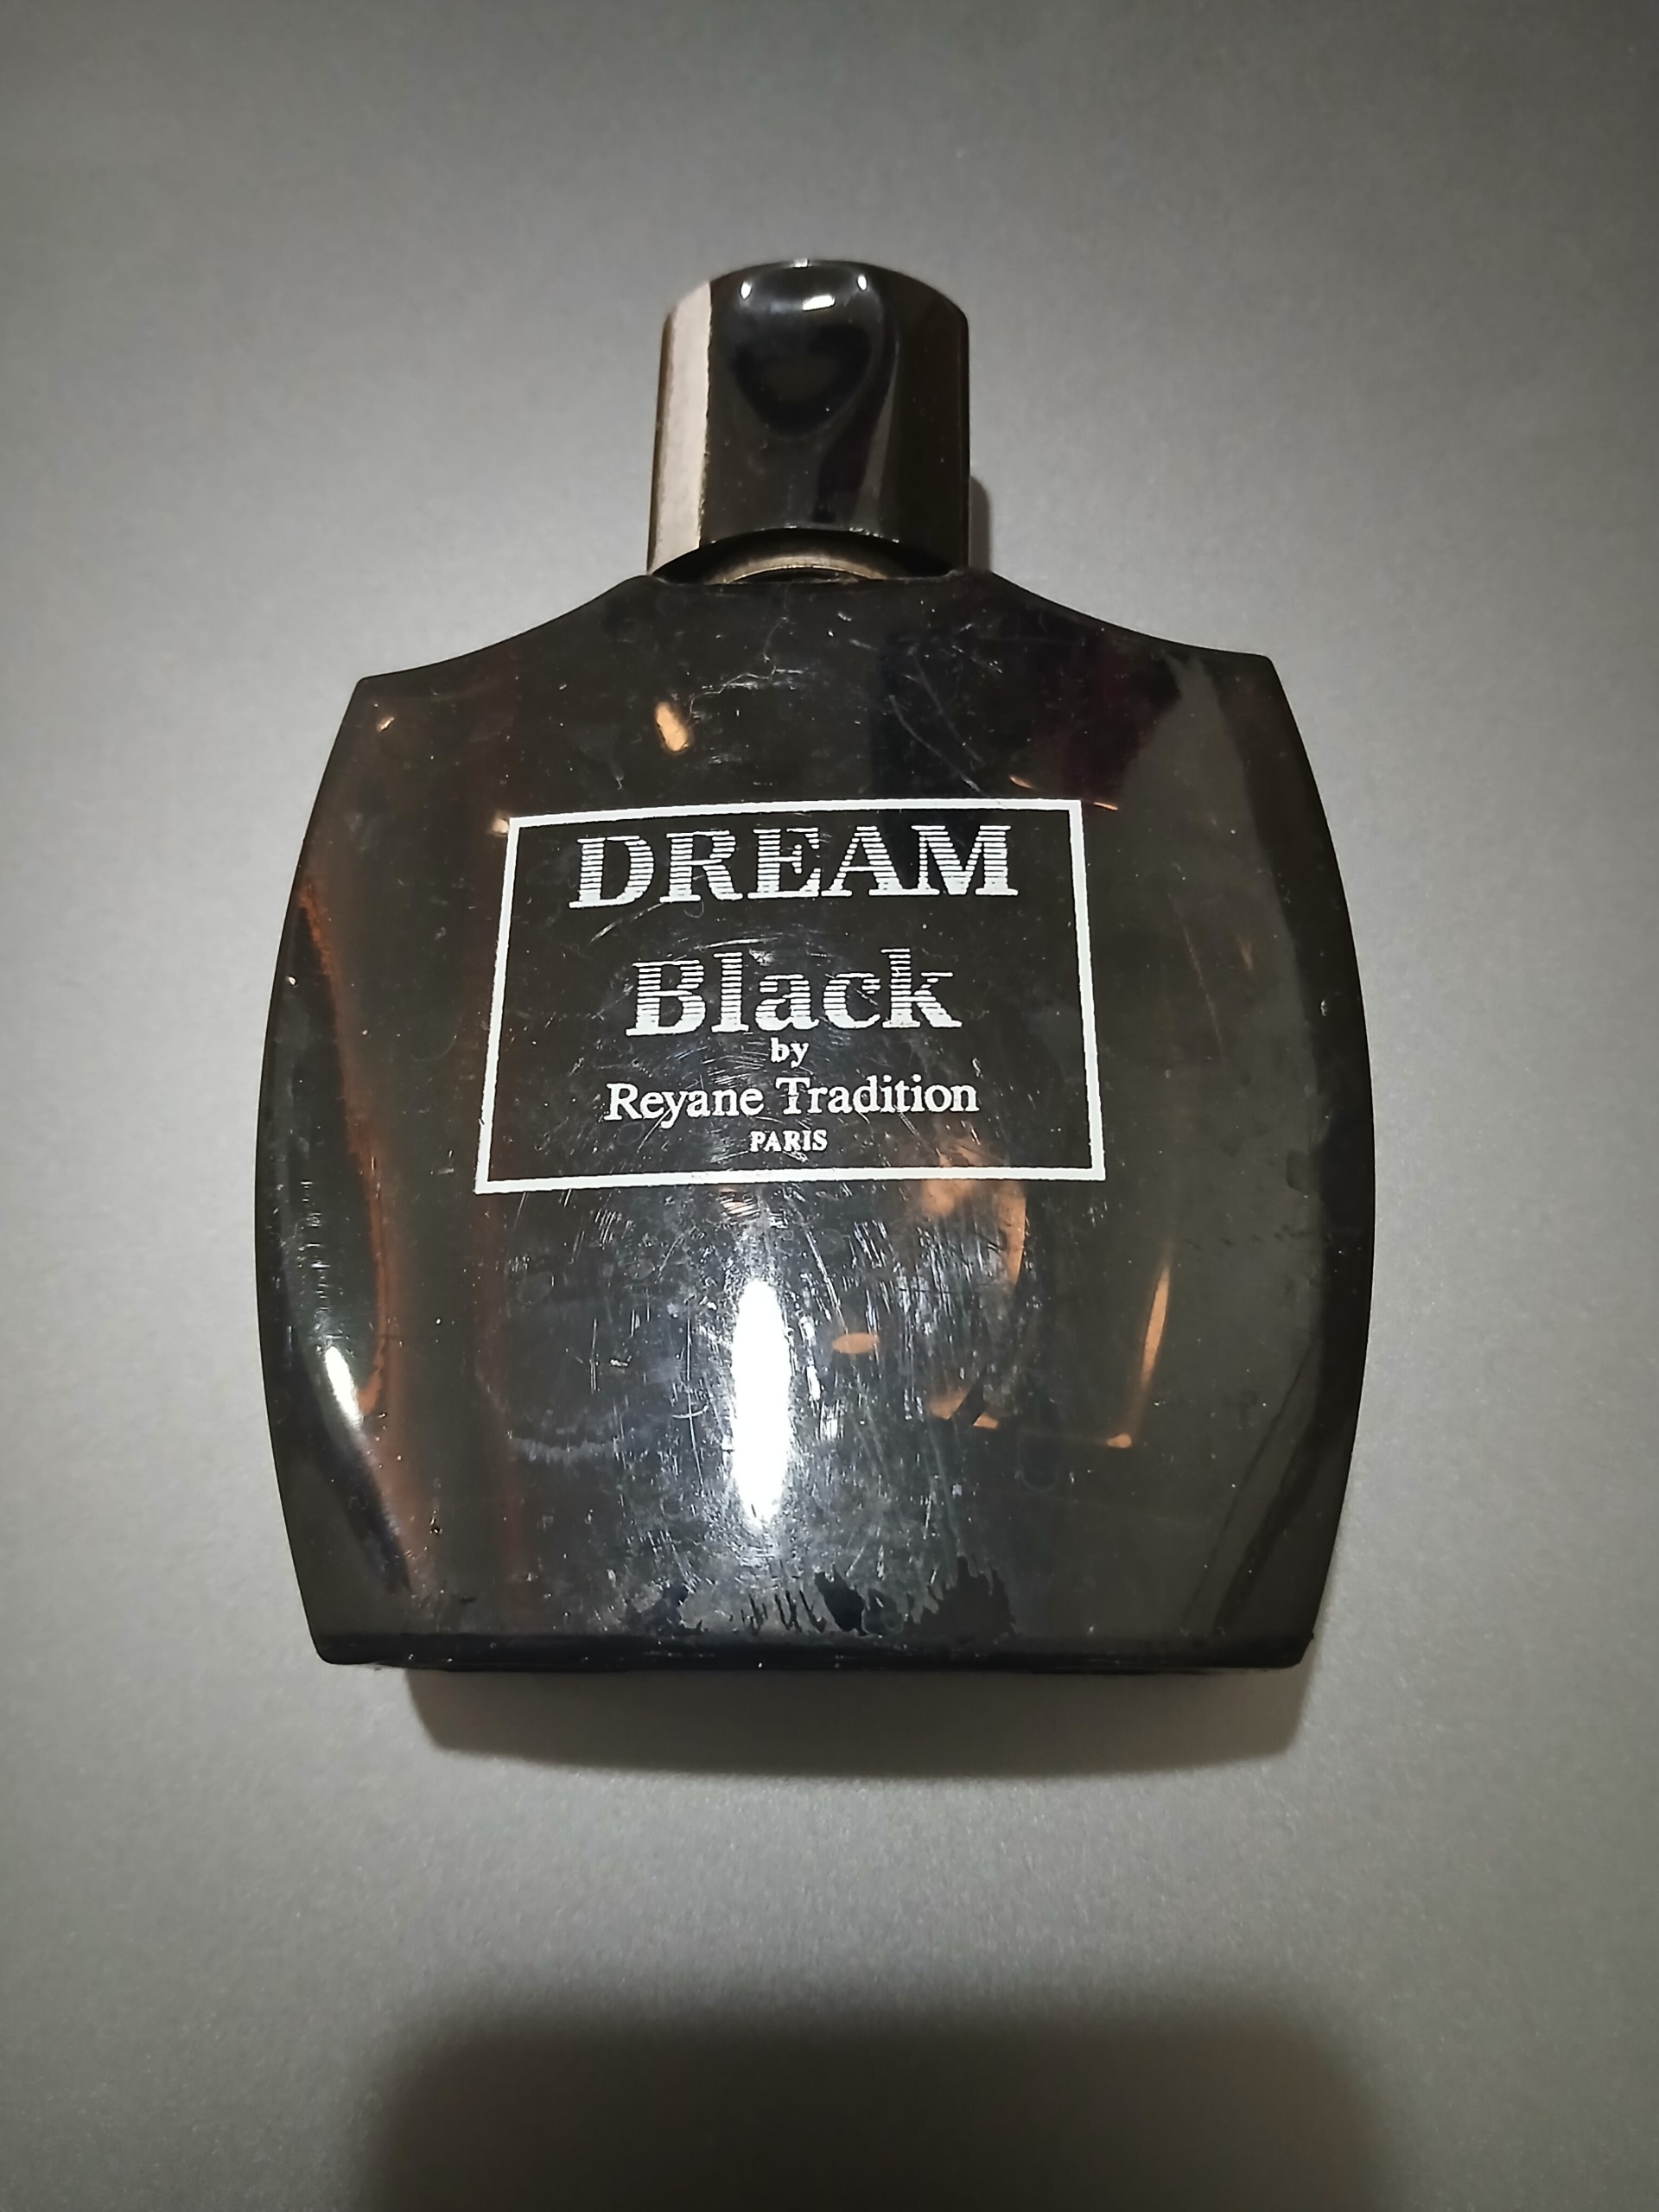 DREAM
Black
by
Reyane Tradition
PARIS